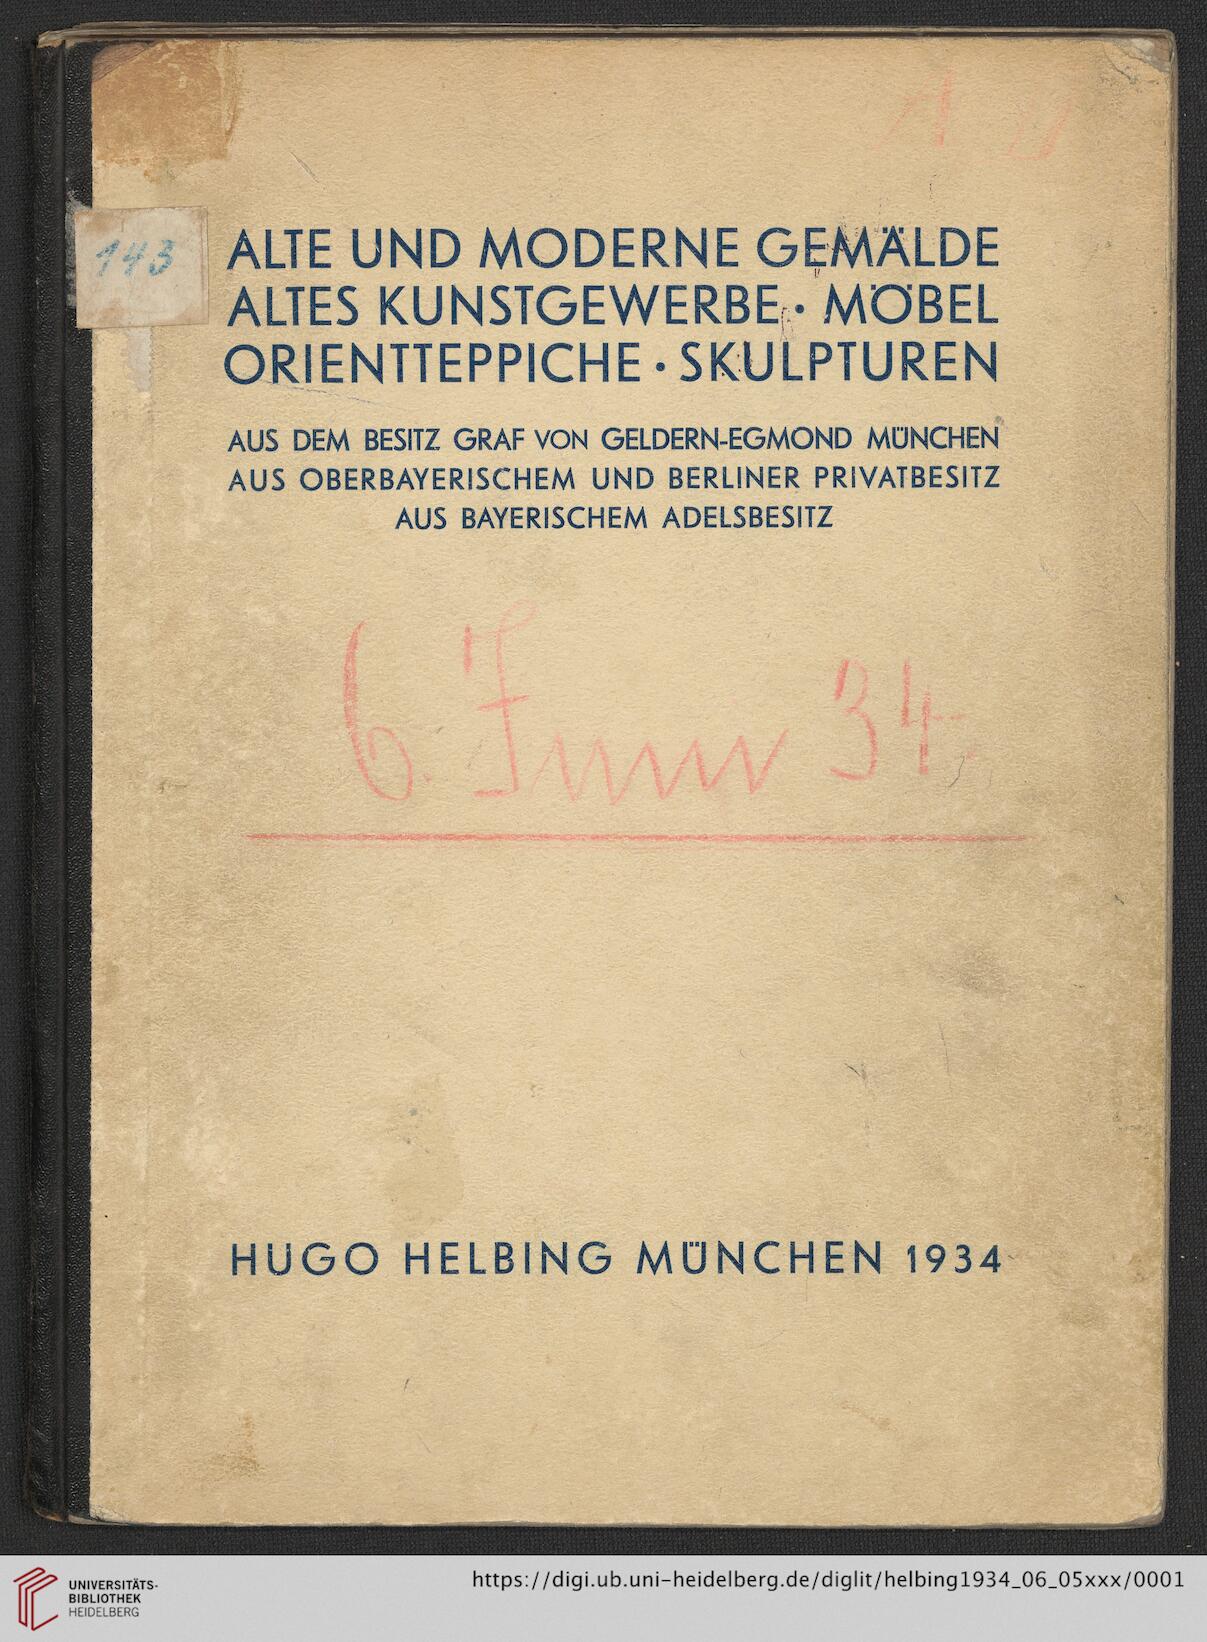 143
ALTE UND MODERNE GEMÄLDE
ALTES KUNSTGEWERBE · MÖBEL
ORIENTTEPPICHE · SKULPTUREN
AUS DEM BESITZ GRAF VON GELDERN-EGMOND MÜNCHEN
AUS OBERBAYERISCHEM UND BERLINER PRIVATBESITZ
AUS BAYERISCHEM ADELSBESITZ
6. Juni 34
HUGO HELBING MÜNCHEN 1934
UNIVERSITÄTS-
BIBLIOTHEK
HEIDELBERG
https://digi.ub.uni-heidelberg.de/diglit/helbing1934_06_05xxx/0001